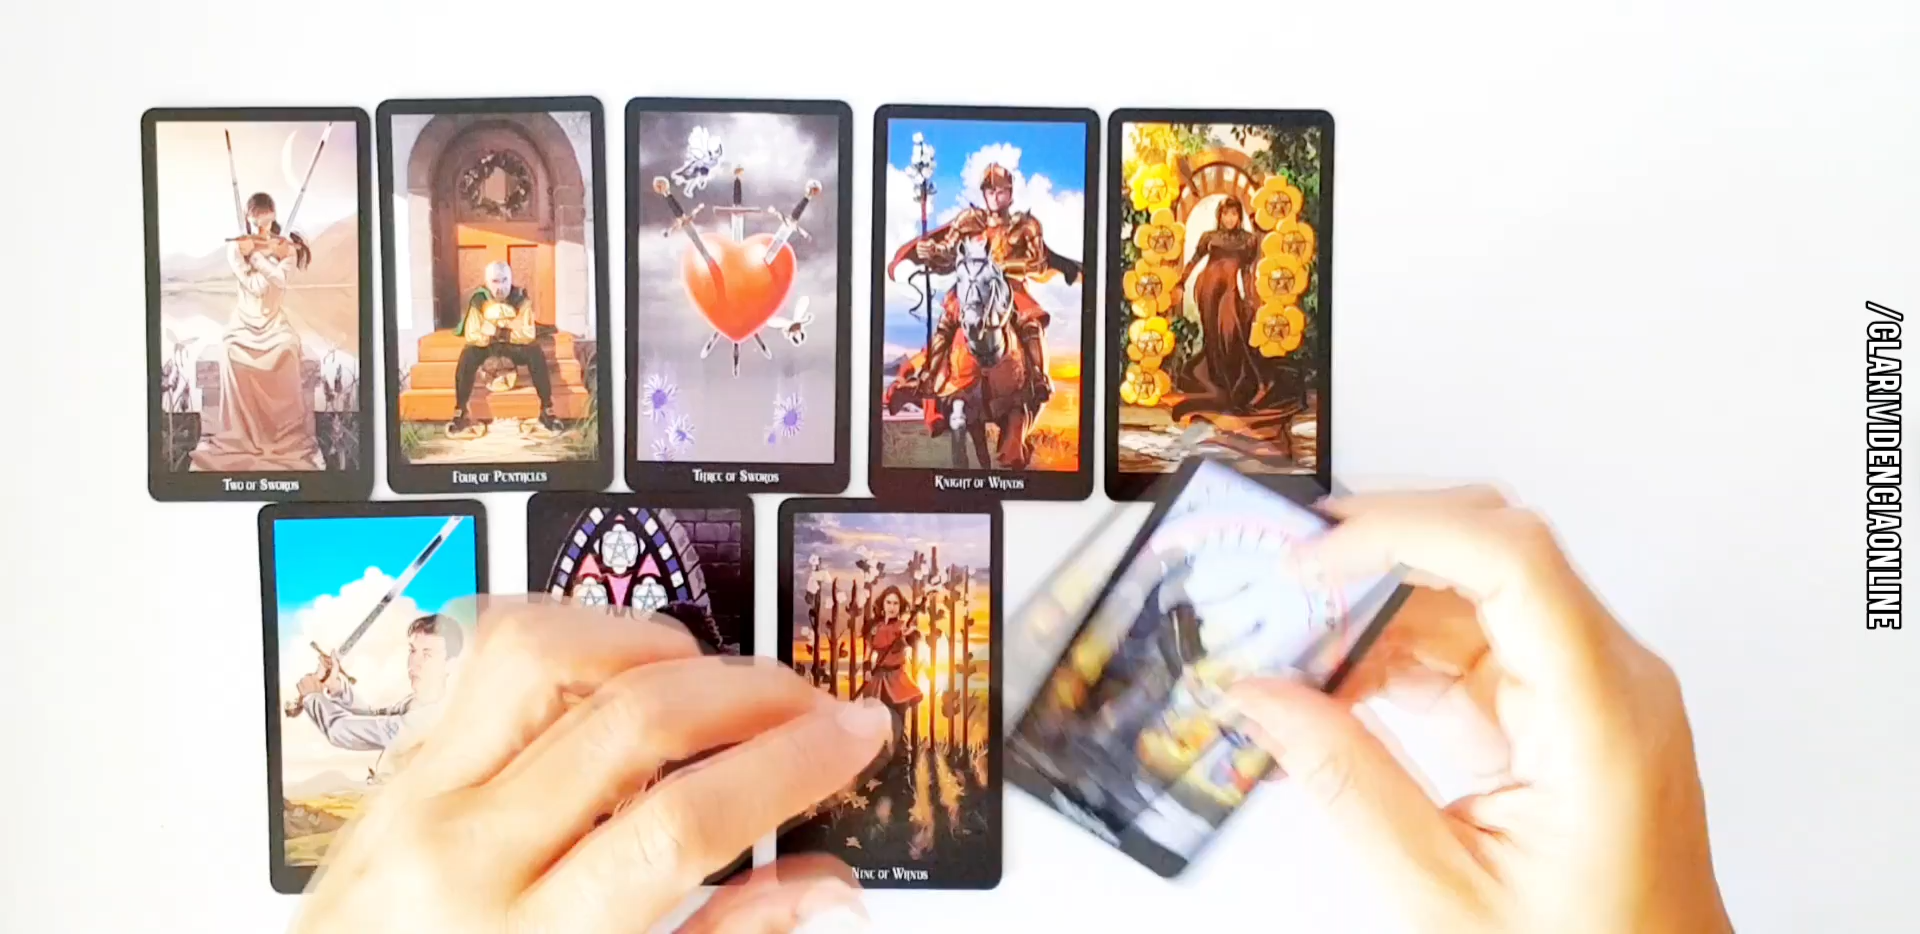 Two of Swords
Four of Pentacles
Three of Swords
Knight of Wands
Nine of Wands
/CLARIVIDENCIAONLINE